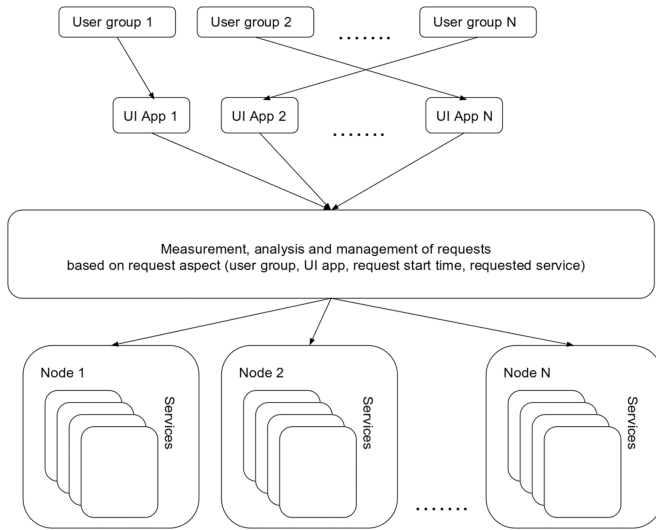 User group 1
User group 2
.......
User group N
UI App 1
UI App 2
.......
UI App N
Measurement, analysis and management of requests
based on request aspect (user group, UI app, request start time, requested service)
Node 1
Services
Node 2
Services
.......
Node N
Services